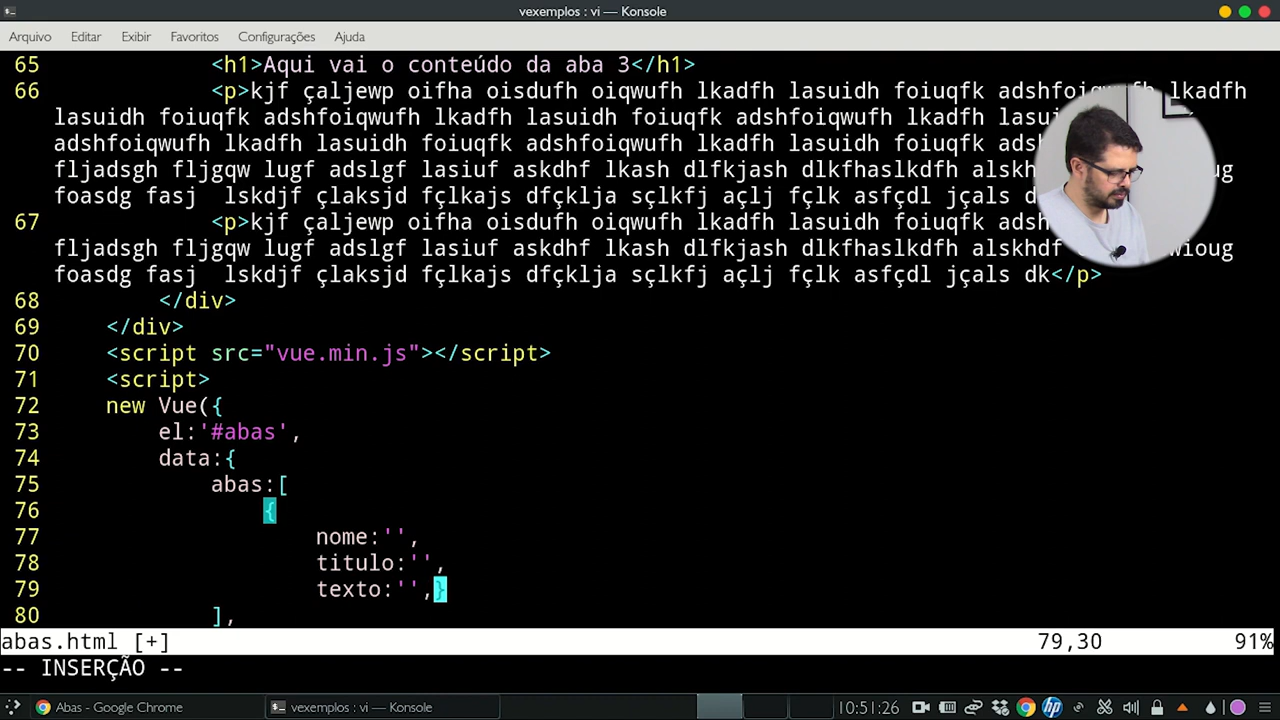 vexemplos : vi — Konsole
Arquivo Editar Exibir Favoritos Configurações Ajuda
65 <h1>Aqui vai o conteúdo da aba 3</h1>
66 <p>kjf çaljewp oifha oisdufh oiqwufh lkadfh lasuidh foiuqfk adshfoiqwufh lkadfh
lasuidh foiuqfk adshfoiqwufh lkadfh lasuidh foiuqfk adshfoiqwufh lkadfh
adshfoiqwufh lkadfh lasuidh foiuqfk adshfoiqwufh lkadfh lasuidh foiuqfk
fljadsgh fljgqw lugf adslgf lasiuf askdhf lkash dlfkjash dlkfhaslkdfh
foasdg fasj lskdjf çlaksjd fçlkajs dfçklja sçlkfj açlj fçlk asfçdl jçals
67 <p>kjf çaljewp oifha oisdufh oiqwufh lkadfh lasuidh foiuqfk
fljadsgh fljgqw lugf adslgf lasiuf askdhf lkash dlfkjash dlkfhaslkdfh alskhdf
foasdg fasj lskdjf çlaksjd fçlkajs dfçklja sçlkfj açlj fçlk asfçdl jçals dk</p>
68 </div>
69 </div>
70 <script src="vue.min.js"></script>
71 <script>
72 new Vue({
73 el:'#abas',
74 data:{
75 abas:[
76 {
77 nome:'',
78 titulo:'',
79 texto:'',}
80 ],
abas.html [+] 79,30 91%
-- INSERÇÃO --
Abas - Google Chrome vexemplos : vi — Konsole 10:51:26